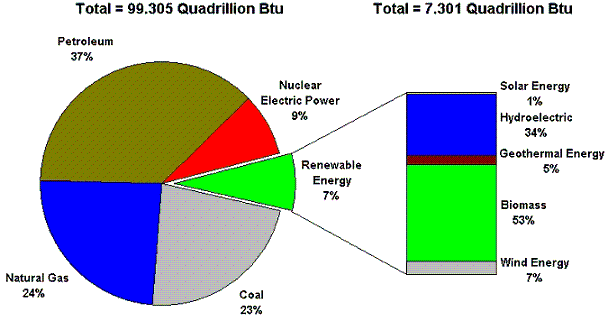 Total = 99.305 Quadrillion Btu
Total = 7.301 Quadrillion Btu
Petroleum
37%
Nuclear
Electric Power
9%
Renewable
Energy
7%
Natural Gas
24%
Coal
23%
Solar Energy
1%
Hydroelectric
34%
Geothermal Energy
5%
Biomass
53%
Wind Energy
7%